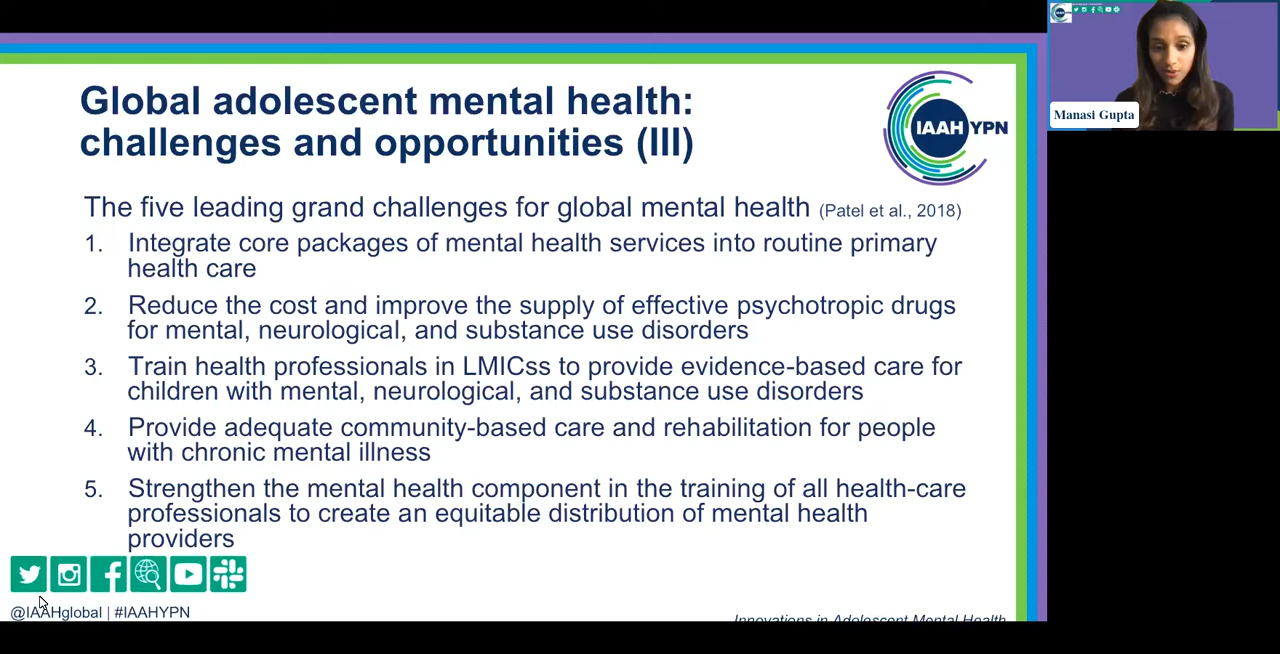 Global adolescent mental health:
challenges and opportunities (III)
IAAH YPN
Manasi Gupta
The five leading grand challenges for global mental health (Patel et al., 2018)
1. Integrate core packages of mental health services into routine primary
health care
2. Reduce the cost and improve the supply of effective psychotropic drugs
for mental, neurological, and substance use disorders
3. Train health professionals in LMICss to provide evidence-based care for
children with mental, neurological, and substance use disorders
4. Provide adequate community-based care and rehabilitation for people
with chronic mental illness
5. Strengthen the mental health component in the training of all health-care
professionals to create an equitable distribution of mental health
providers
@IAAHglobal | #IAAHYPN
Innovations in Adolescent Mental Health